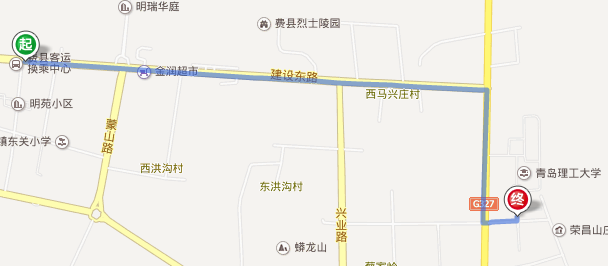 明瑞华庭
费县烈士陵园
起
费县客运
换乘中心
金润超市
建设东路
西马兴庄村
明苑小区
蒙山路
镇东关小学
西洪沟村
东洪沟村
青岛理工大学
终
G327
兴业路
荣昌山庄
蟒龙山